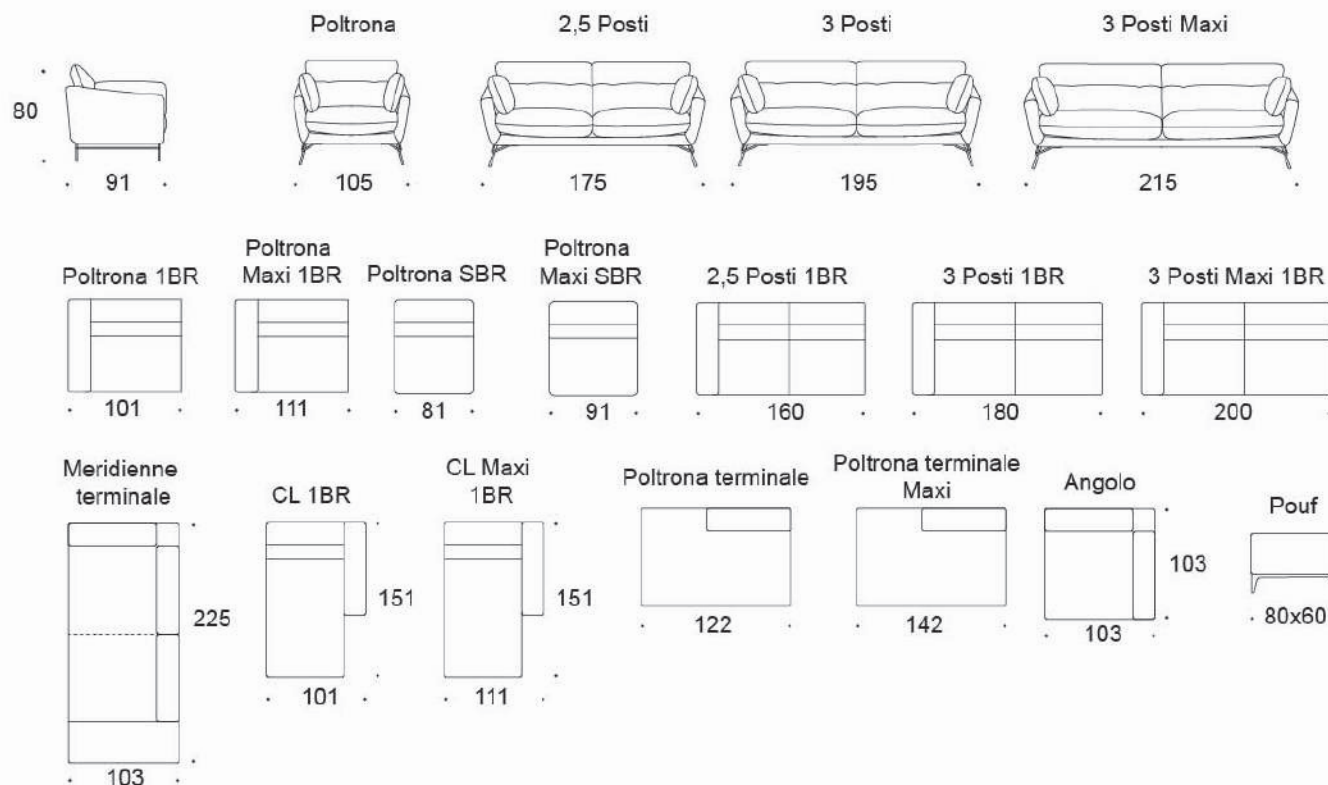 Poltrona
2,5 Posti
3 Posti
3 Posti Maxi
80
91
105
175
195
215
Poltrona 1BR
Poltrona
Maxi 1BR
Poltrona SBR
Poltrona
Maxi SBR
2,5 Posti 1BR
3 Posti 1BR
3 Posti Maxi 1BR
101
111
81
91
160
180
200
Meridienne
terminale
CL 1BR
CL Maxi
1BR
Poltrona terminale
Poltrona terminale
Maxi
Angolo
Pouf
225
151
151
103
103
101
111
122
142
103
80x60